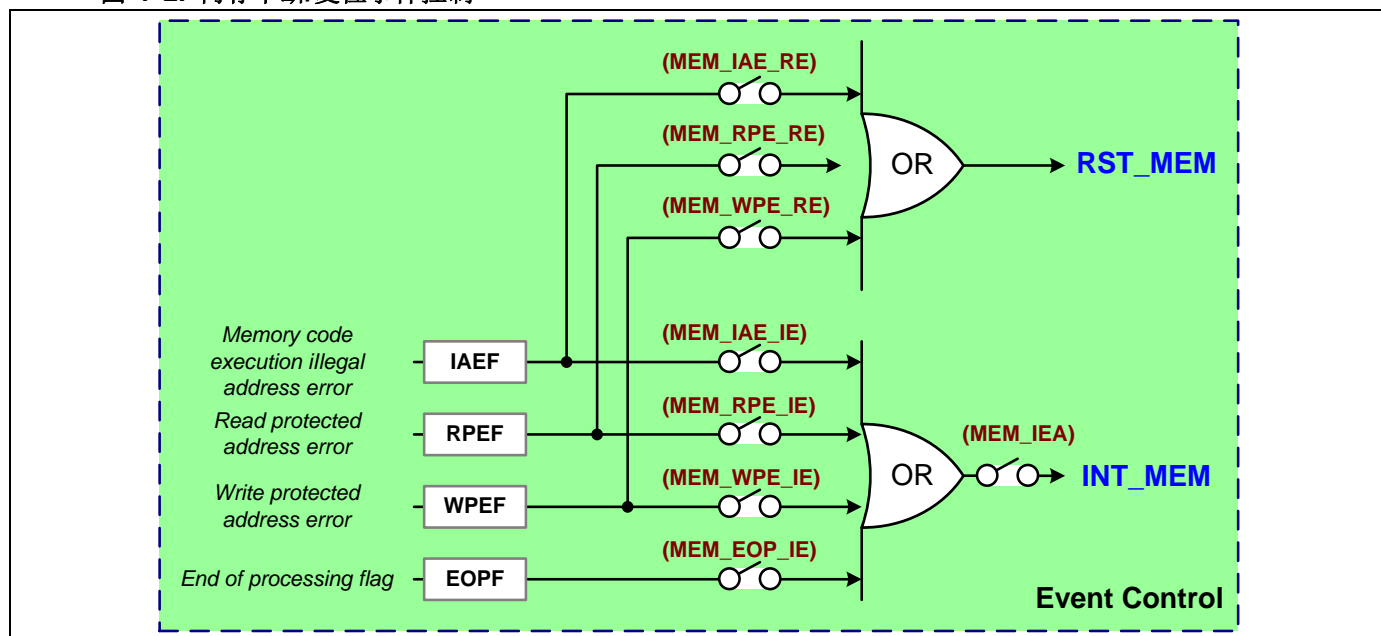 (MEM_IAE_RE)
(MEM_RPE_RE)
OR
RST_MEM
(MEM_WPE_RE)
Memory code
execution illegal
address error
IAEF
(MEM_IAE_IE)
Read protected
address error
RPEF
(MEM_RPE_IE)
(MEM_IEA)
OR
INT_MEM
Write protected
address error
WPEF
(MEM_WPE_IE)
End of processing flag
EOPF
(MEM_EOP_IE)
Event Control